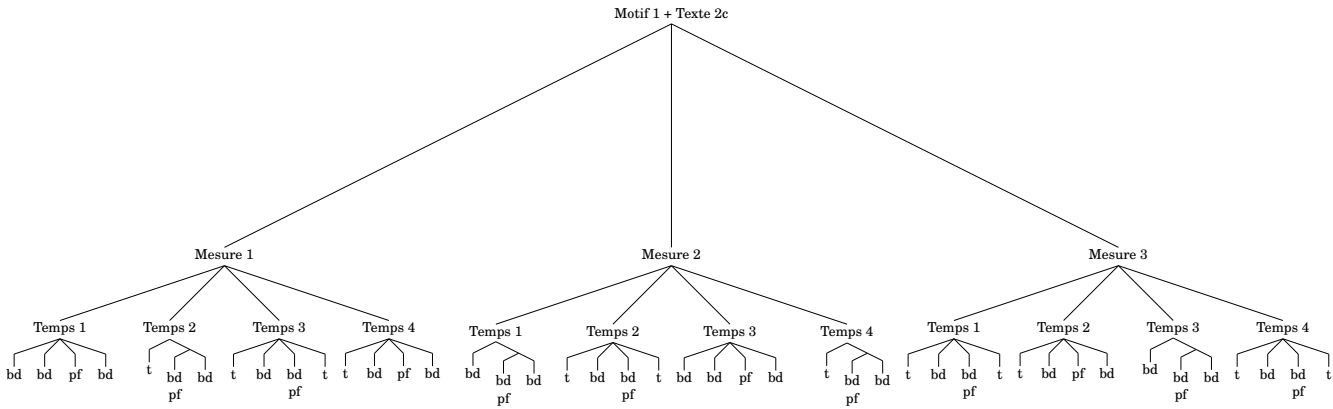 Motif 1 + Texte 2c
Mesure 1 Mesure 2 Mesure 3
Temps 1 Temps 2 Temps 3 Temps 4 Temps 1 Temps 2 Temps 3 Temps 4 Temps 1 Temps 2 Temps 3 Temps 4
bd bd pf bd t bd bd t bd bd t t bd pf bd bd bd bd t bd bd t bd bd pf bd t bd bd t bd bd t t bd pf bd bd bd bd t bd bd t
pf pf pf pf pf pf pf pf